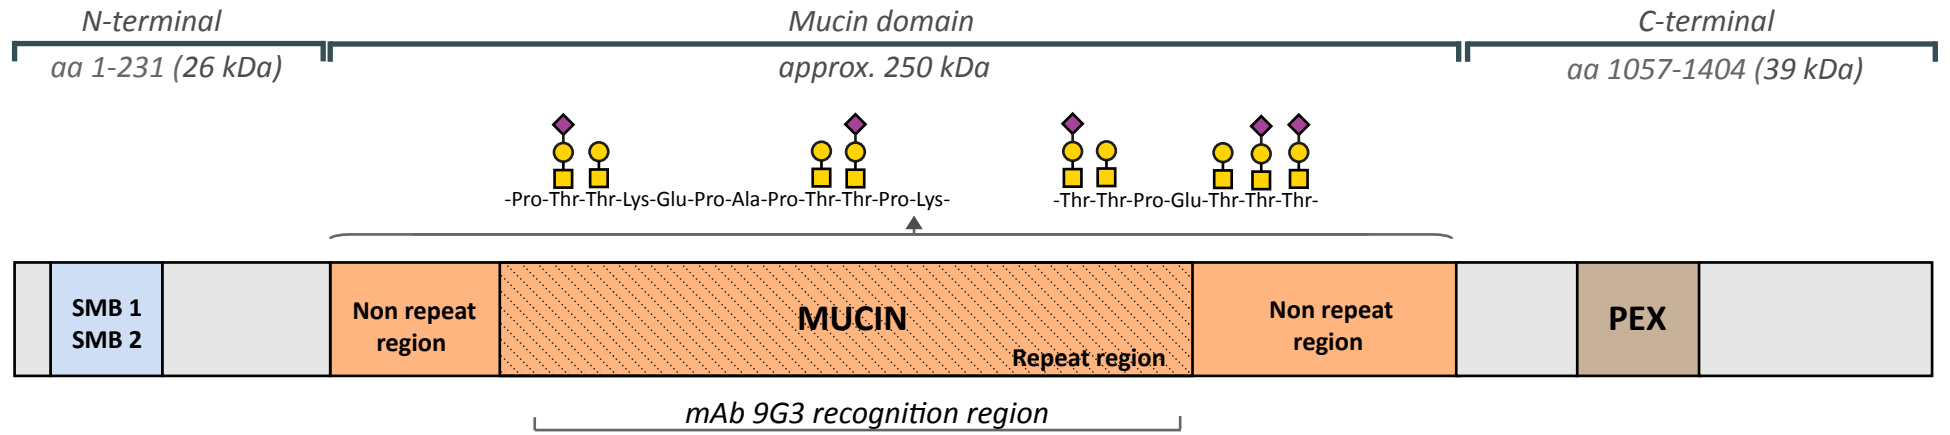 N-terminal
Mucin domain
C-terminal
aa 1-231 (26 kDa)
approx. 250 kDa
aa 1057-1404 (39 kDa)
-Pro-Thr-Thr-Lys-Glu-Pro-Ala-Pro-Thr-Thr-Pro-Lys-
-Thr-Thr-Pro-Glu-Thr-Thr-Thr-
SMB 1
SMB 2
Non repeat
region
MUCIN
Repeat region
Non repeat
region
PEX
mAb 9G3 recognition region